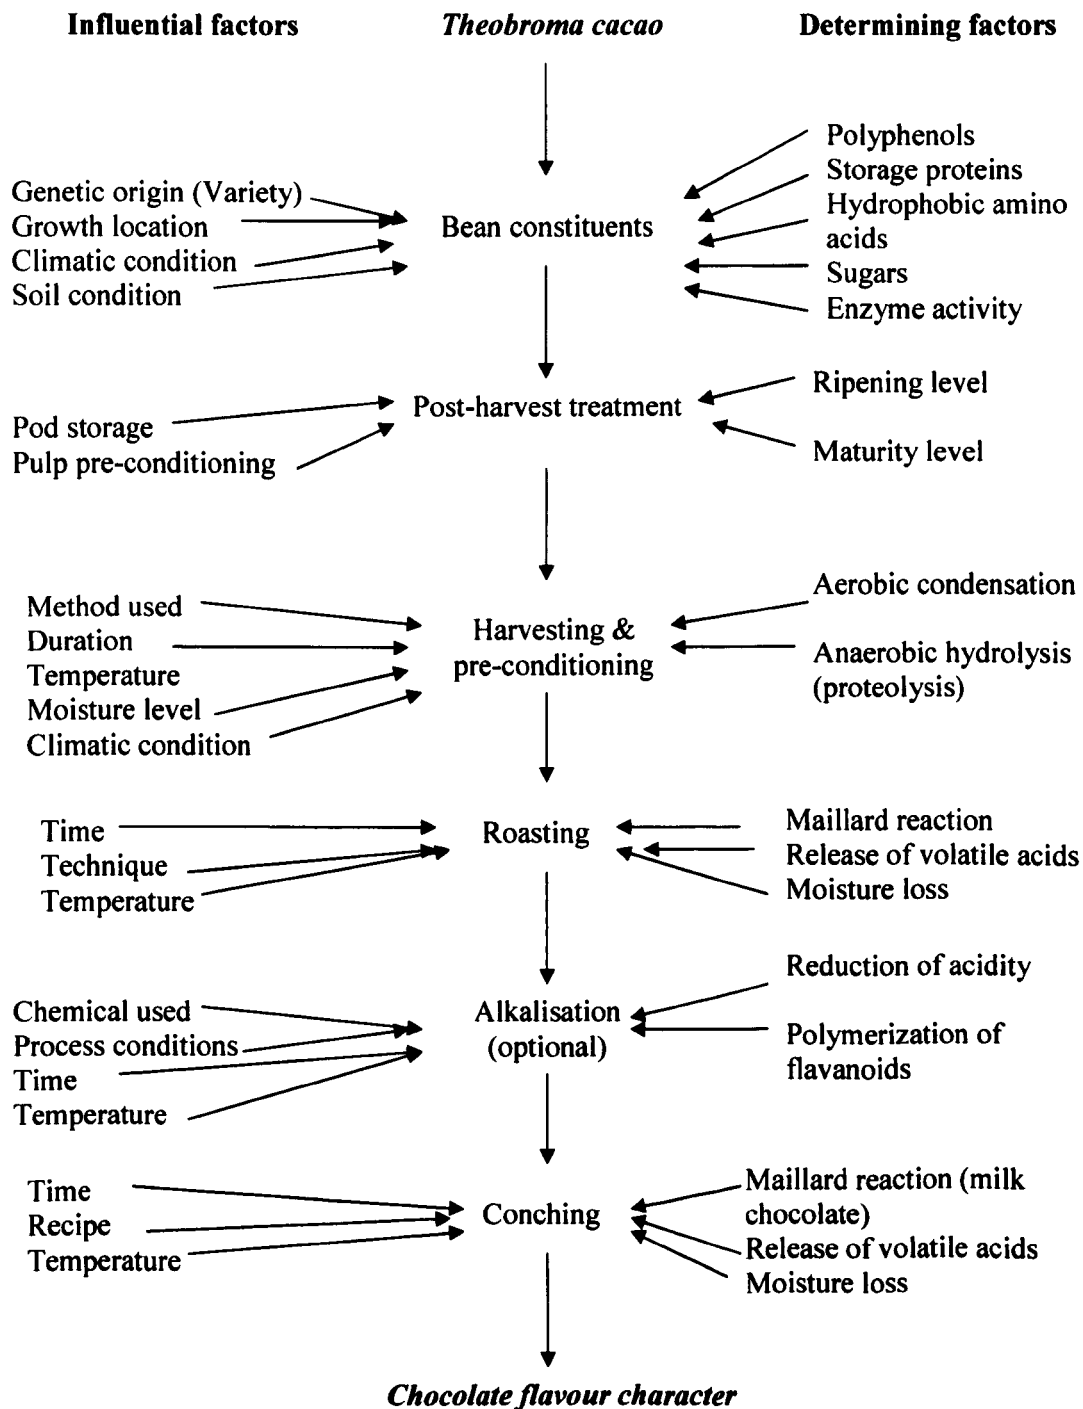 Influential factors
Theobroma cacao
Determining factors
Genetic origin (Variety)
Growth location
Climatic condition
Soil condition
Bean constituents
Polyphenols
Storage proteins
Hydrophobic amino
acids
Sugars
Enzyme activity
Pod storage
Pulp pre-conditioning
Post-harvest treatment
Ripening level
Maturity level
Method used
Duration
Temperature
Moisture level
Climatic condition
Harvesting &
pre-conditioning
Aerobic condensation
Anaerobic hydrolysis
(proteolysis)
Time
Technique
Temperature
Roasting
Maillard reaction
Release of volatile acids
Moisture loss
Chemical used
Process conditions
Time
Temperature
Alkalisation
(optional)
Reduction of acidity
Polymerization of
flavanoids
Time
Recipe
Temperature
Conching
Maillard reaction (milk
chocolate)
Release of volatile acids
Moisture loss
Chocolate flavour character